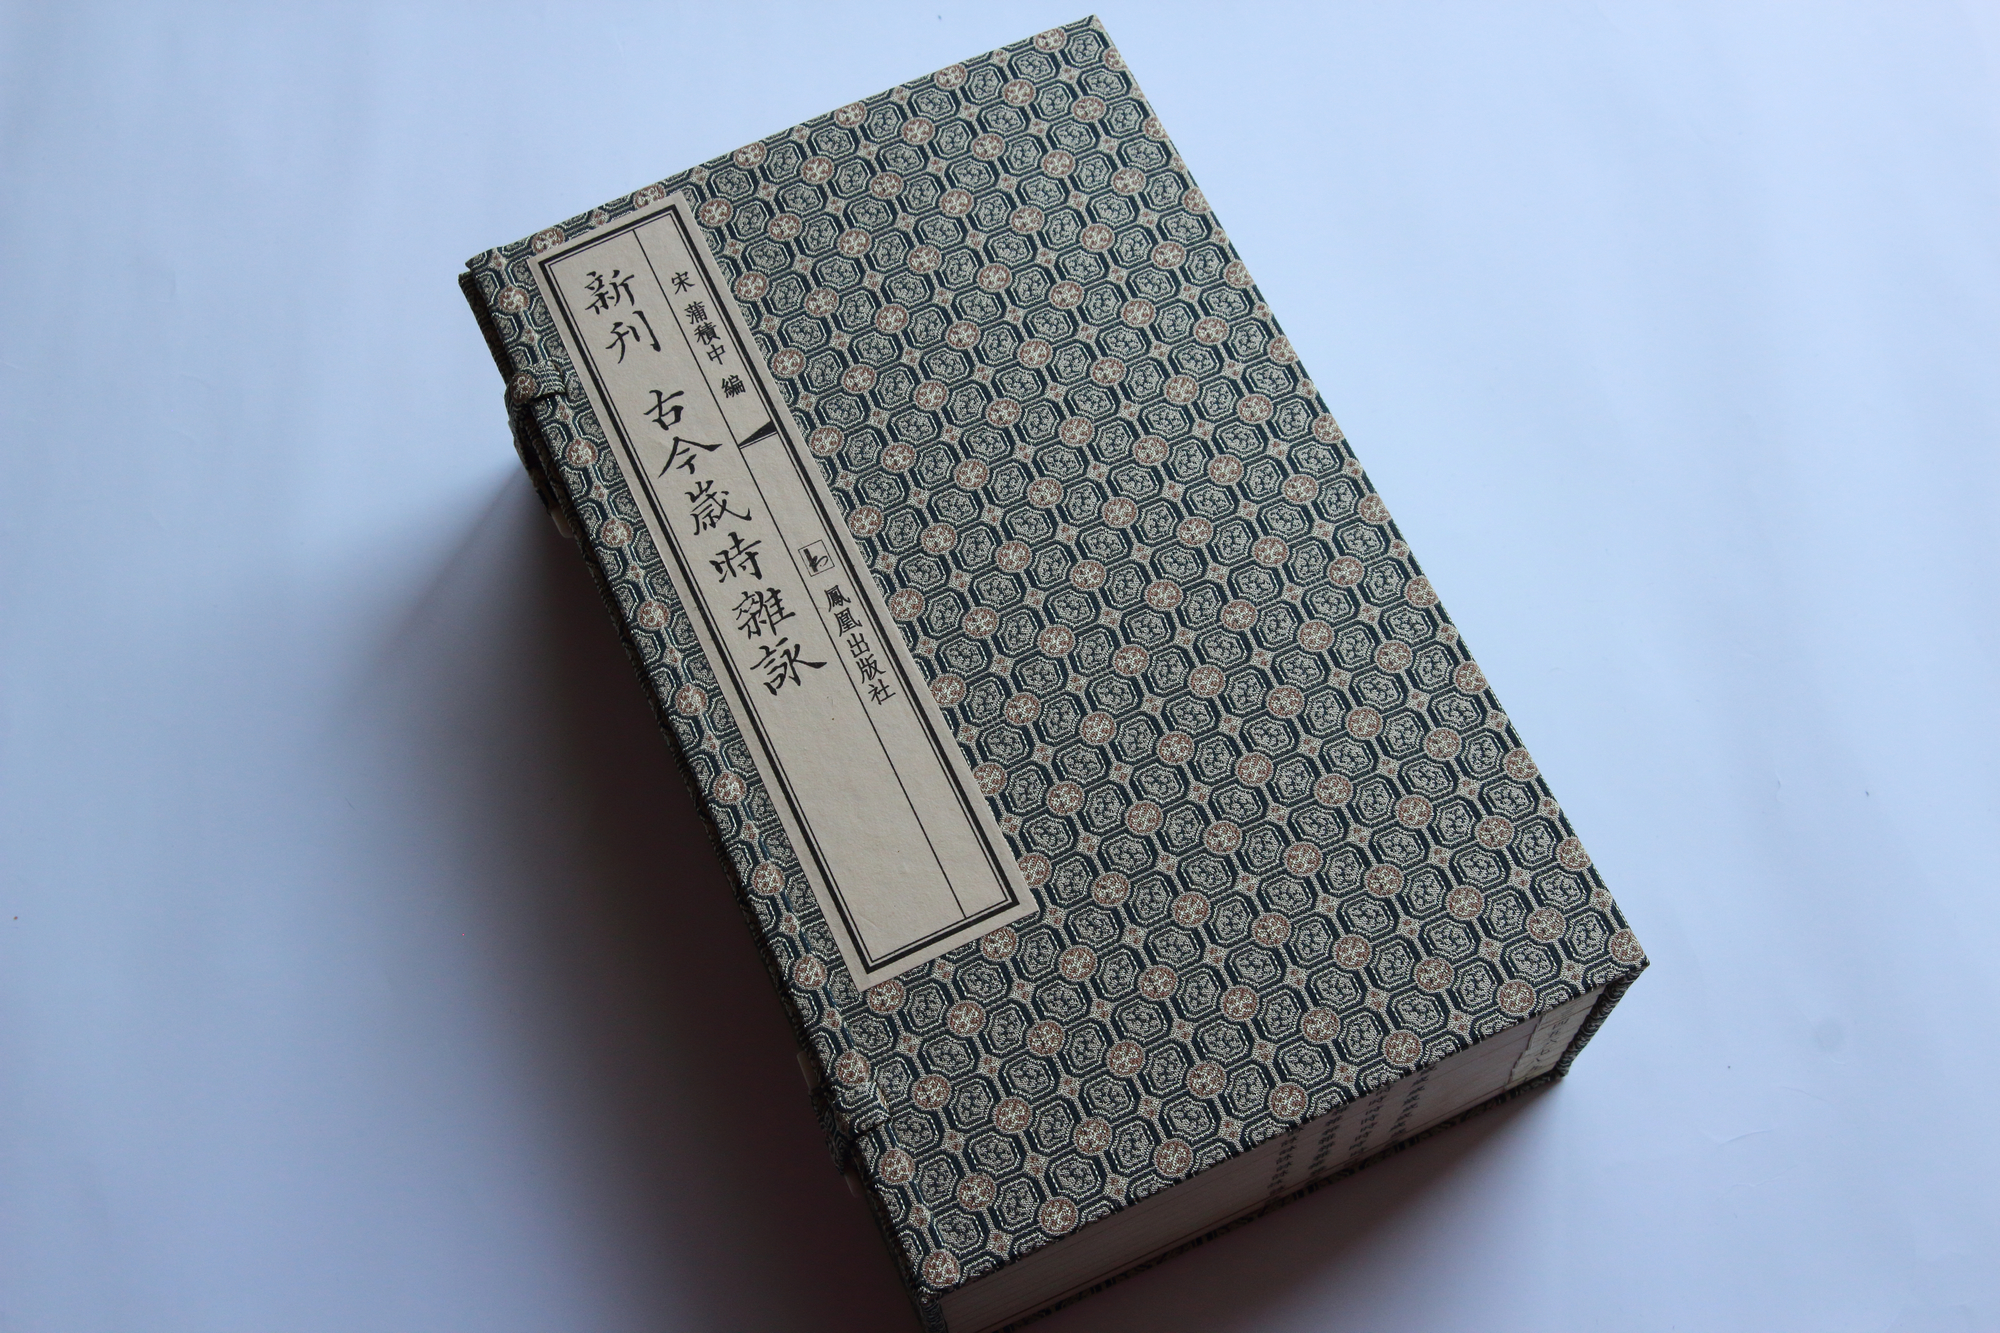 宋 蒲積中 編
鳳凰出版社
新刊 古今歲時雜詠